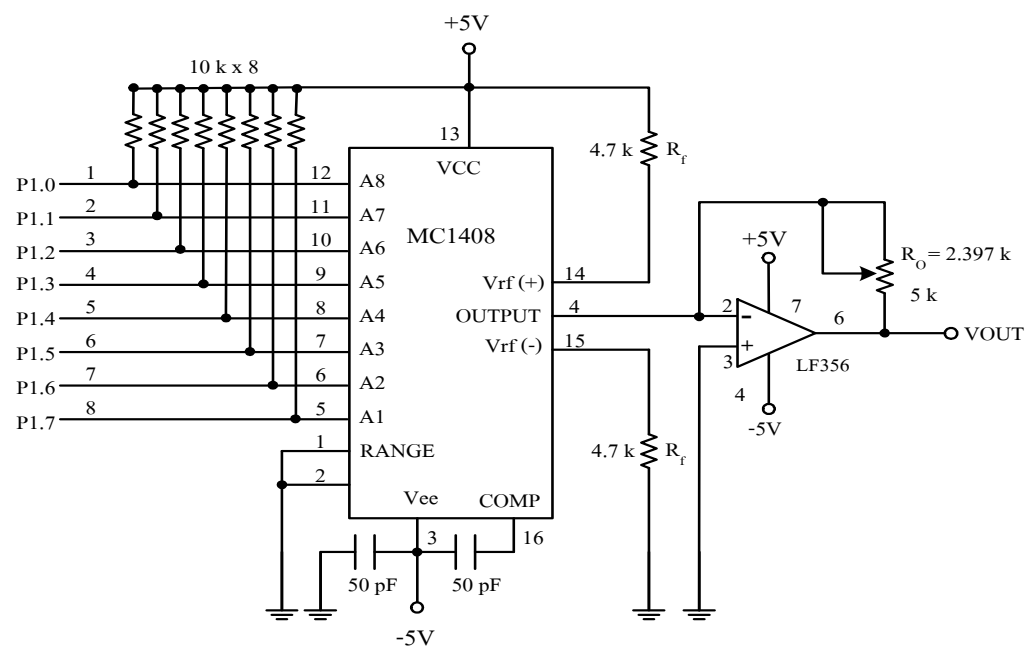 +5V
10 k x 8
13
VCC
4.7 k R_f
P1.0 1 12 A8
P1.1 2 11 A7
MC1408
P1.2 3 10 A6
P1.3 4 9 A5
Vrf (+) 14
P1.4 5 8 A4
OUTPUT 4
P1.5 6 7 A3
Vrf (-) 15
P1.6 7 6 A2
P1.7 8 5 A1
1 RANGE
2
Vee
COMP
3
16
50 pF
50 pF
-5V
4.7 k R_f
+5V
R_O = 2.397 k
5 k
2
-
7
6
VOUT
+
3
LF356
4
-5V